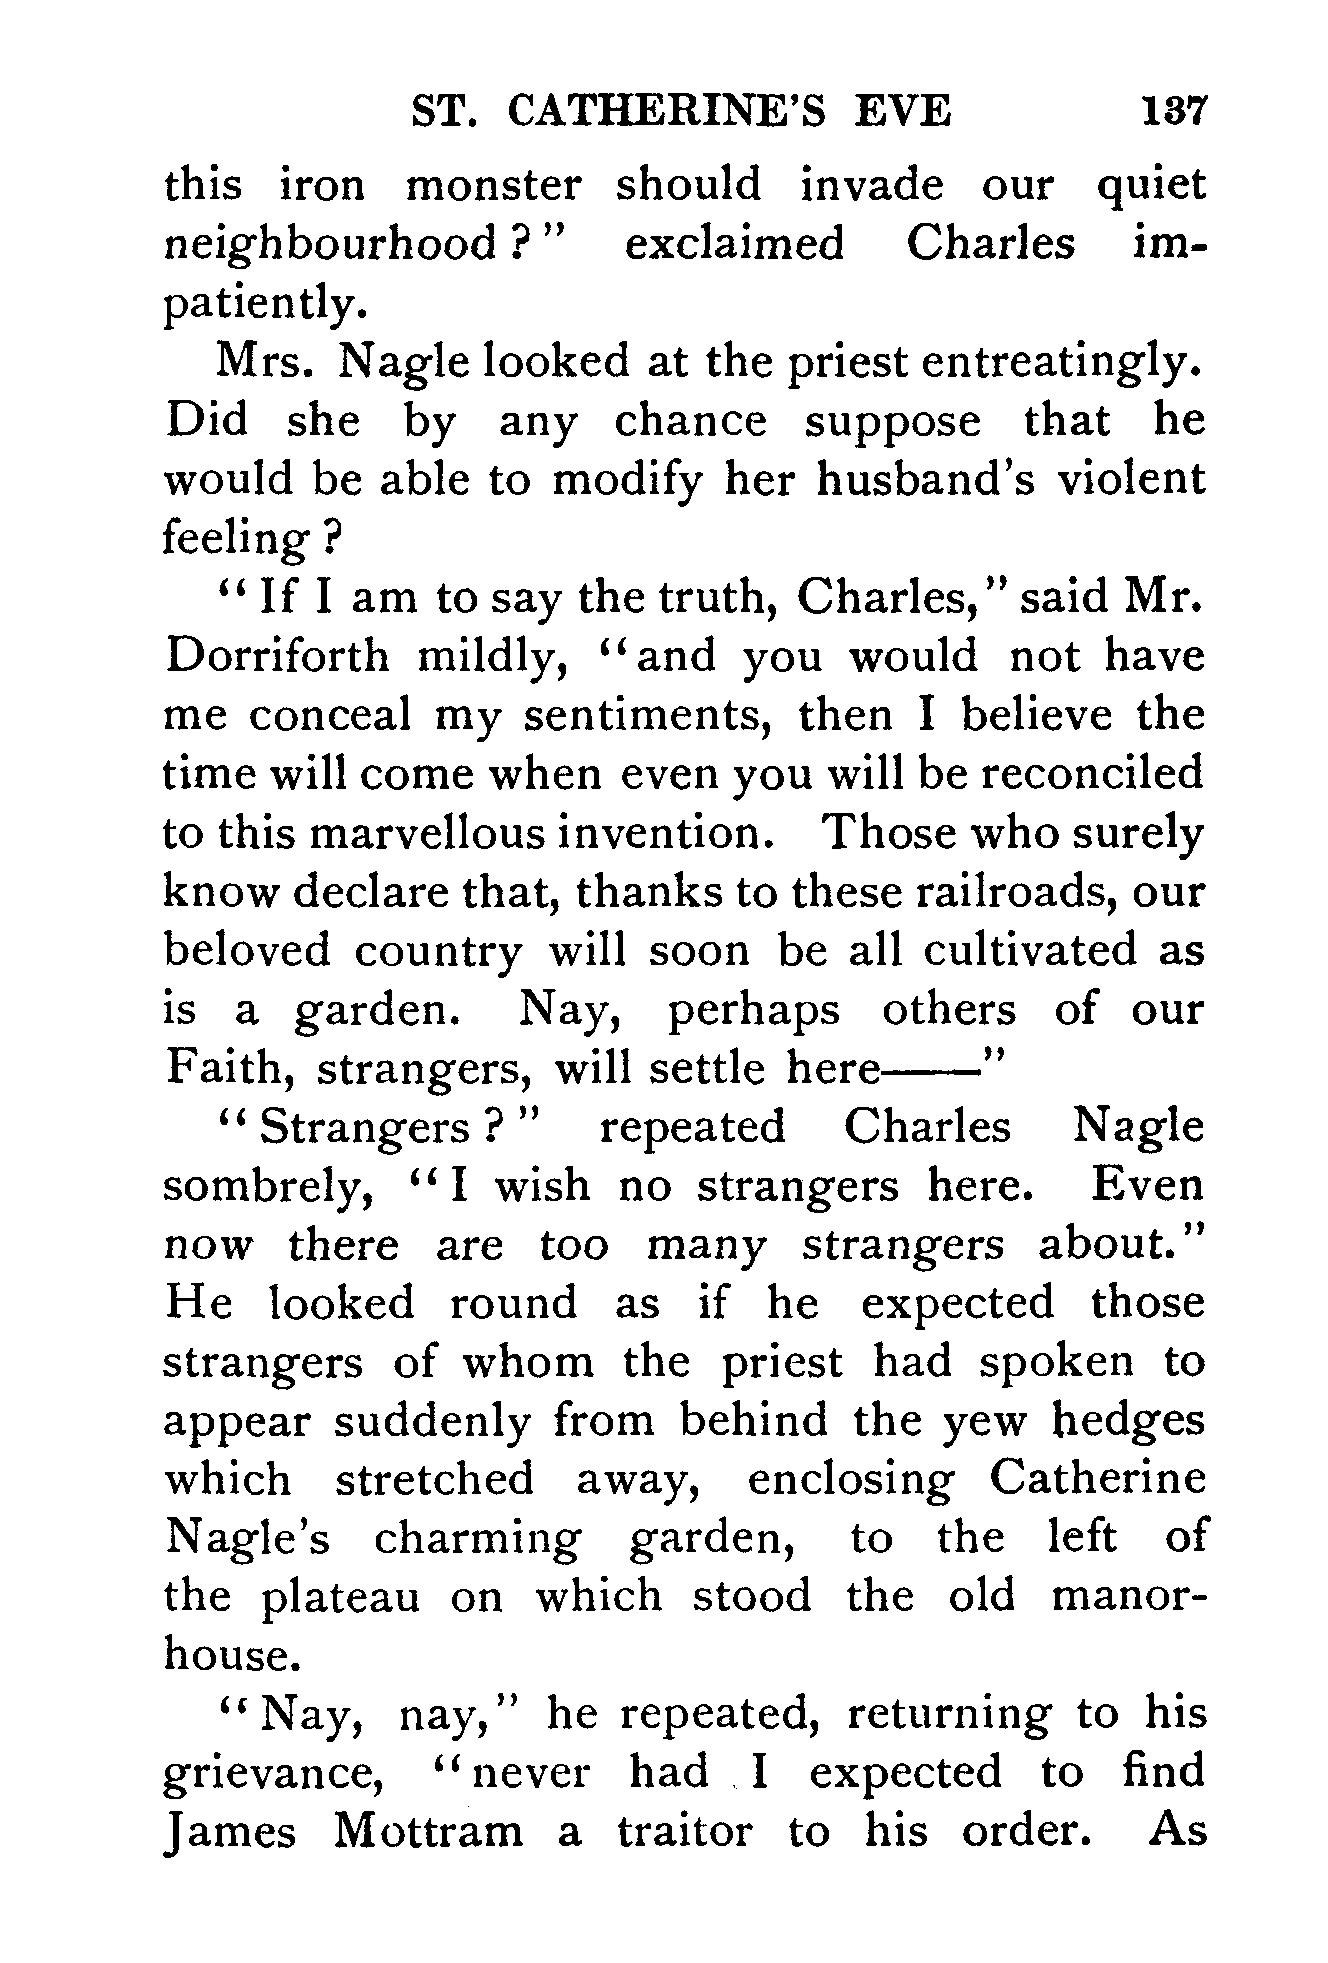 ST. CATHERINE'S EVE 137
this iron monster should invade our quiet
neighbourhood ? " exclaimed Charles im-
patiently.
Mrs. Nagle looked at the priest entreatingly.
Did she by any chance suppose that he
would be able to modify her husband's violent
feeling ?
" If I am to say the truth, Charles," said Mr.
Dorriforth mildly, " and you would not have
me conceal my sentiments, then I believe the
time will come when even you will be reconciled
to this marvellous invention. Those who surely
know declare that, thanks to these railroads, our
beloved country will soon be all cultivated as
is a garden. Nay, perhaps others of our
Faith, strangers, will settle here——"
" Strangers ? " repeated Charles Nagle
sombrely, " I wish no strangers here. Even
now there are too many strangers about."
He looked round as if he expected those
strangers of whom the priest had spoken to
appear suddenly from behind the yew hedges
which stretched away, enclosing Catherine
Nagle's charming garden, to the left of
the plateau on which stood the old manor-
house.
" Nay, nay," he repeated, returning to his
grievance, " never had I expected to find
James Mottram a traitor to his order. As